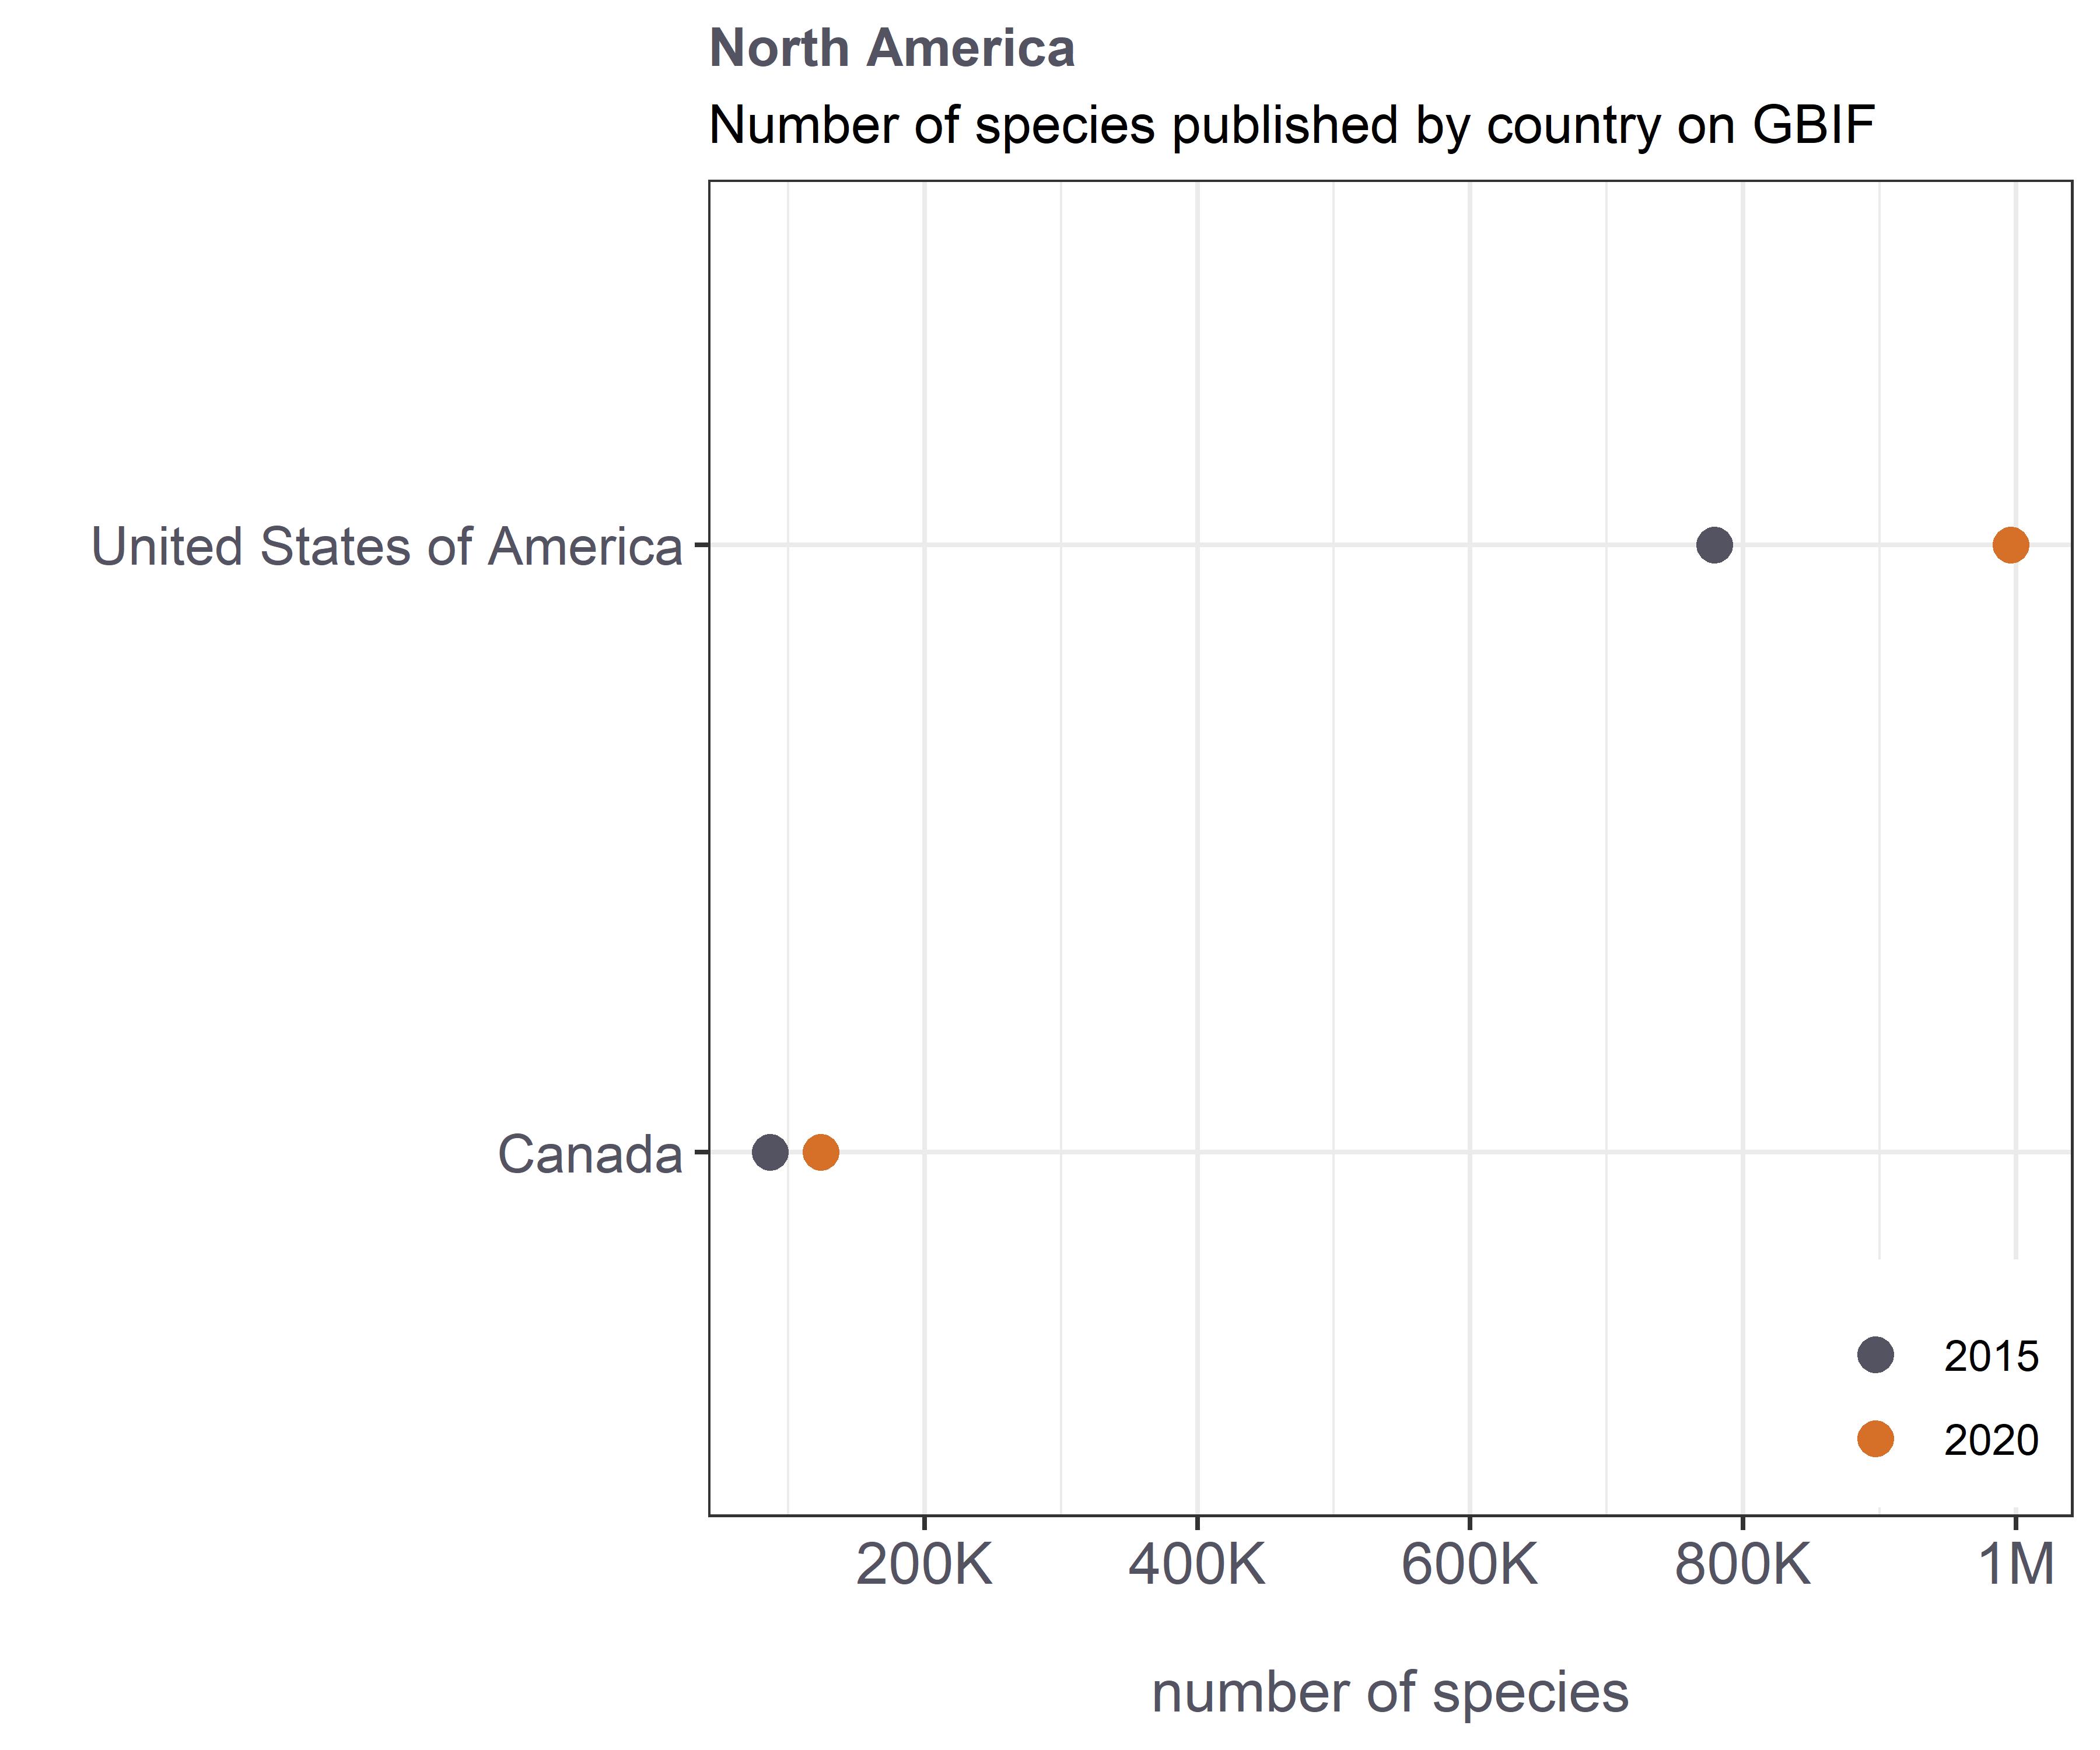 North America
Number of species published by country on GBIF
United States of America
Canada
2015
2020
200K 400K 600K 800K 1M
number of species